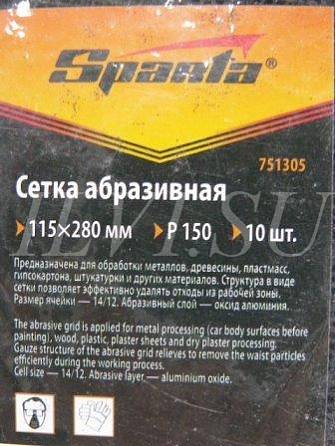 Sparta®
751305
Сетка абразивная
115×280 мм P 150 10 шт.
Предназначена для обработки металлов, древесины, пластмасс,
гипсокартона, штукатурки и других материалов. Структура в виде
сетки позволяет эффективно удалять отходы из рабочей зоны.
Размер ячейки — 14/12. Абразивный слой — оксид алюминия.
The abrasive grid is applied for metal processing (car body surfaces before
painting), wood, plastic, plaster sheets and dry plaster processing.
Gauze structure of the abrasive grid relieves to remove the waist particles
efficiently during the working process.
Cell size — 14/12. Abrasive layer — aluminium oxide.